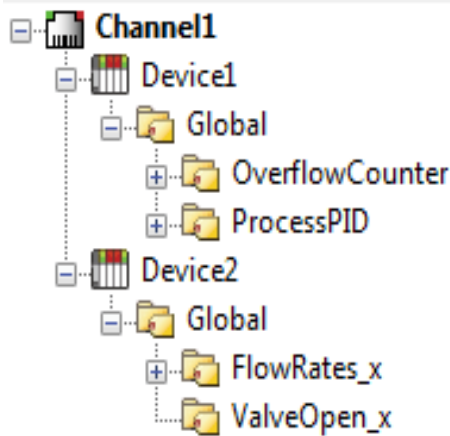 Channel1
Device1
Global
OverflowCounter
ProcessPID
Device2
Global
FlowRates_x
ValveOpen_x